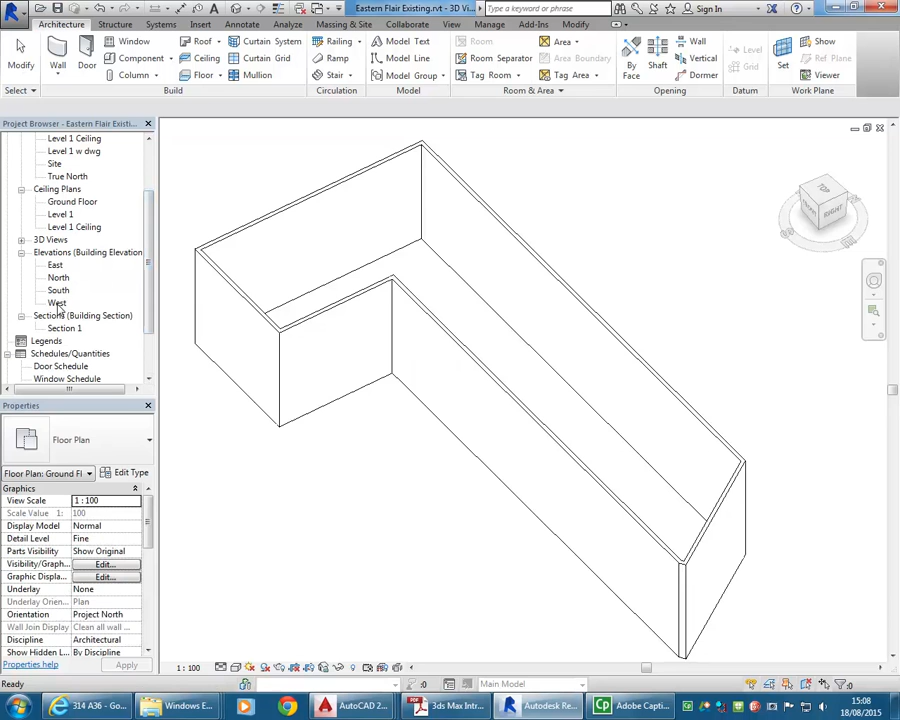 Eastern Flair Existing.rvt - 3D Vi...
Type a keyword or phrase
Sign In
Architecture Structure Systems Insert Annotate Analyze Massing & Site Collaborate View Manage Add-Ins Modify
Modify
Wall
Door
Window
Component
Column
Roof
Ceiling
Floor
Curtain System
Curtain Grid
Mullion
Railing
Ramp
Stair
Model Text
Model Line
Model Group
Room
Room Separator
Tag Room
Area
Area Boundary
Tag Area
By Face
Shaft
Wall
Vertical
Dormer
Level
Grid
Set
Show
Ref Plane
Viewer
Select Build Circulation Model Room & Area Opening Datum Work Plane
Project Browser - Eastern Flair Existi...
Level 1 Ceiling
Level 1 w dwg
Site
True North
Ceiling Plans
Ground Floor
Level 1
Level 1 Ceiling
3D Views
Elevations (Building Elevation
East
North
South
West
Sections (Building Section)
Section 1
Legends
Schedules/Quantities
Door Schedule
Window Schedule
Properties
Floor Plan
Floor Plan: Ground Fl Edit Type
Graphics
View Scale 1 : 100
Scale Value 1: 100
Display Model Normal
Detail Level Fine
Parts Visibility Show Original
Visibility/Graph... Edit...
Graphic Displa... Edit...
Underlay None
Underlay Orien... Plan
Orientation Project North
Wall Join Display Clean all wall ...
Discipline Architectural
Show Hidden L... By Discipline
Properties help Apply
TOP
FRONT RIGHT
1 : 100
Ready
:0 Main Model :0
314 A36 - Go...
Windows E...
AutoCAD 2...
3ds Max Intr...
Autodesk Re...
Adobe Capti...
15:08
18/08/2015